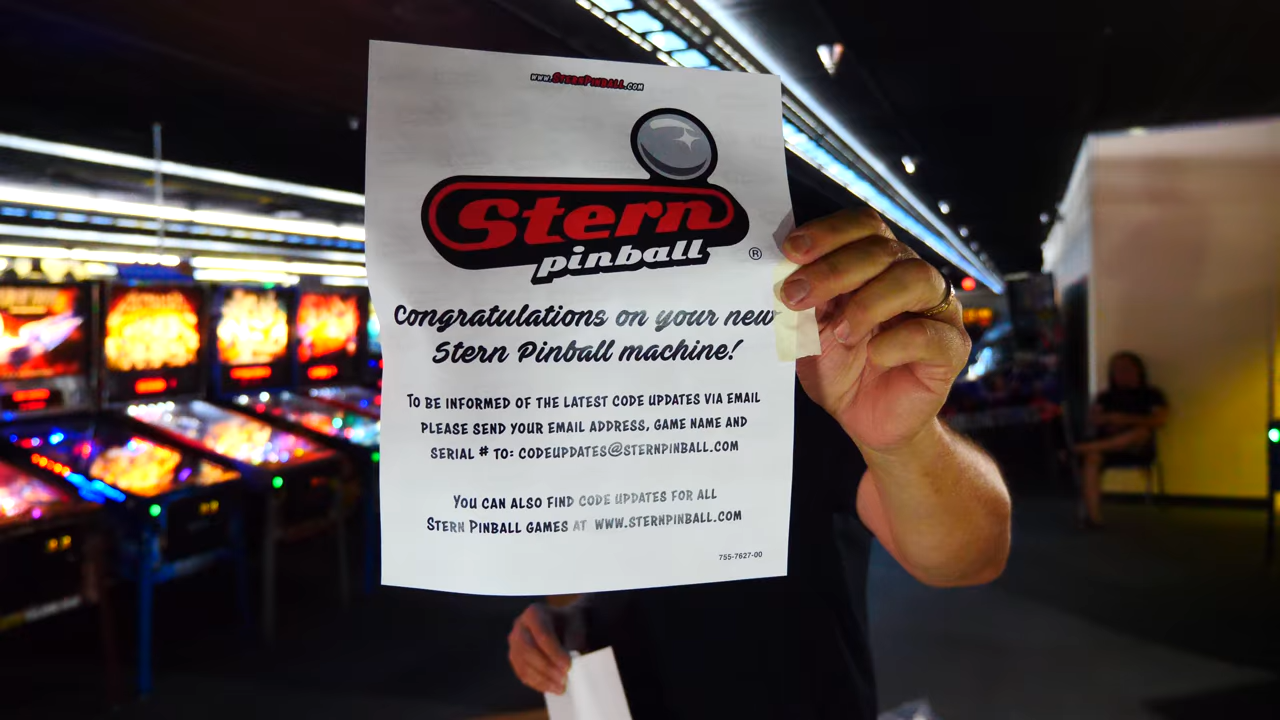 www.SternPinball.com
Stern
pinball
®
Congratulations on your new
Stern Pinball machine!
To be informed of the latest code updates via email
please send your email address, game name and
serial # to: codeupdates@sternpinball.com
You can also find code updates for all
Stern Pinball games at www.sternpinball.com
755-7627-00